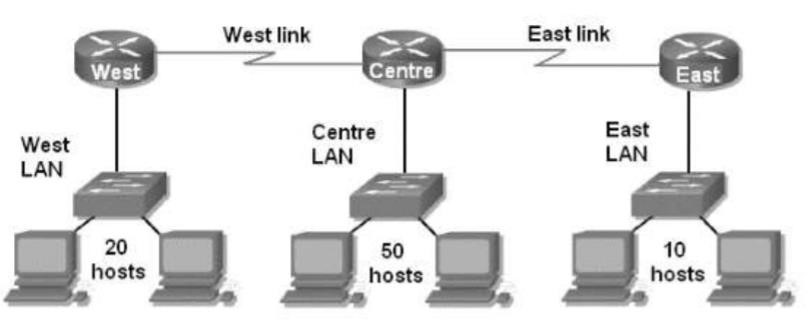 West link
East link
West
Centre
East
West
LAN
Centre
LAN
East
LAN
20
hosts
50
hosts
10
hosts